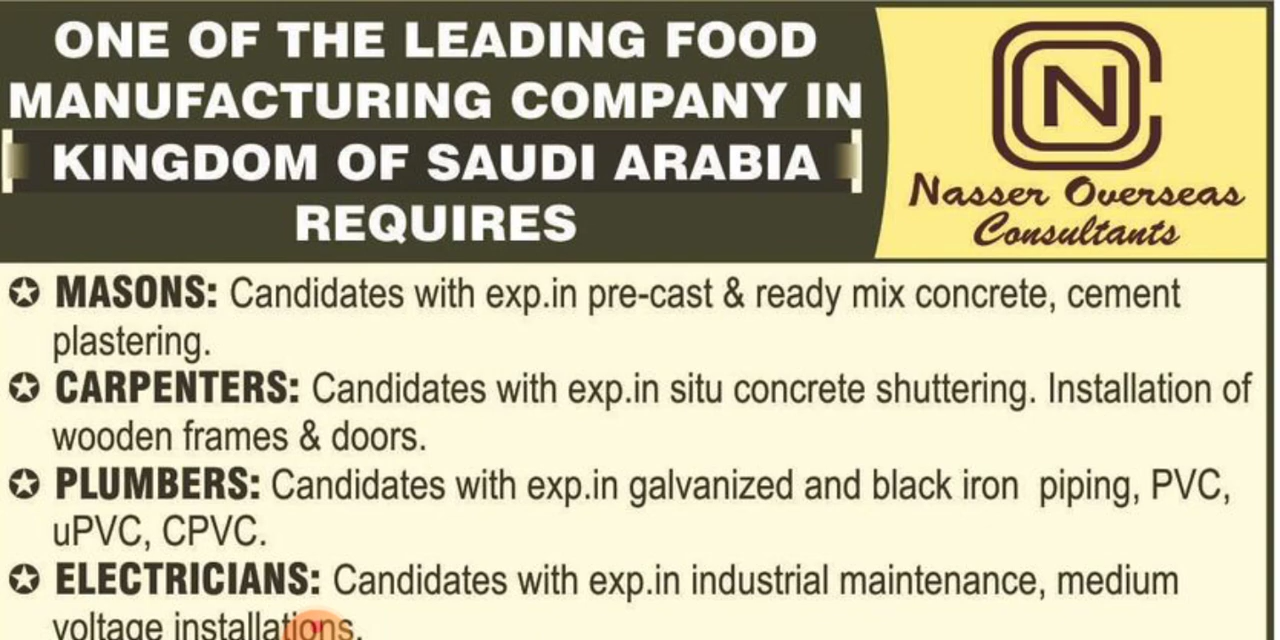 ONE OF THE LEADING FOOD
MANUFACTURING COMPANY IN
KINGDOM OF SAUDI ARABIA
REQUIRES
N
Nasser Overseas
Consultants
✪ MASONS: Candidates with exp.in pre-cast & ready mix concrete, cement
plastering.
✪ CARPENTERS: Candidates with exp.in situ concrete shuttering. Installation of
wooden frames & doors.
✪ PLUMBERS: Candidates with exp.in galvanized and black iron piping, PVC,
uPVC, CPVC.
✪ ELECTRICIANS: Candidates with exp.in industrial maintenance, medium
voltage installations.